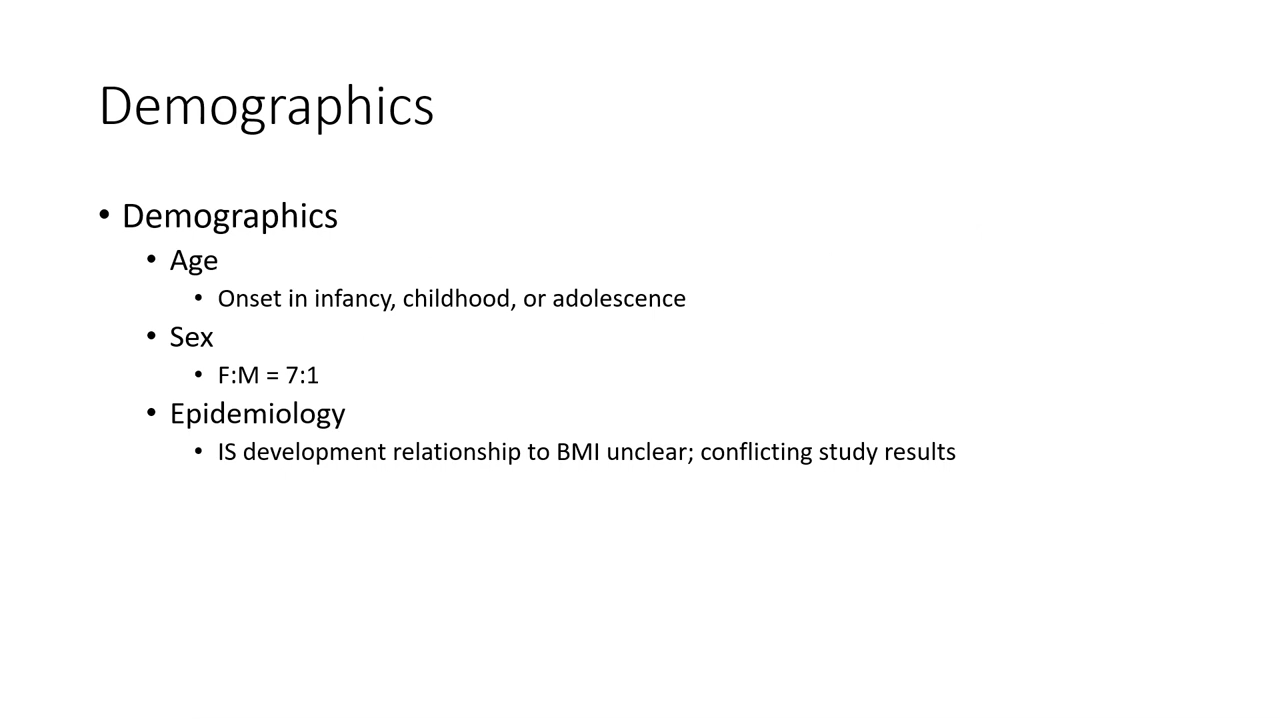 Demographics
• Demographics
• Age
• Onset in infancy, childhood, or adolescence
• Sex
• F:M = 7:1
• Epidemiology
• IS development relationship to BMI unclear; conflicting study results